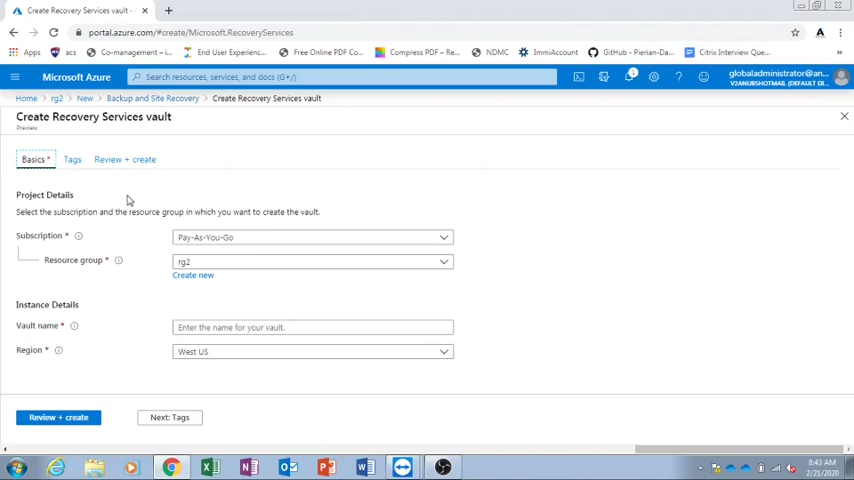 Create Recovery Services vault
portal.azure.com/#create/Microsoft.RecoveryServices
Apps acs Co-management – i... End User Experienc... Free Online PDF Co... Compress PDF – Re... NDMC ImmiAccount GitHub - Pierian-Da... Citrix Interview Qu...
Microsoft Azure Search resources, services, and docs (G+/) 1 globaladministrator@an...
V2ANUBSHOTMAIL (DEFAULT DI...
Home rg2 New Backup and Site Recovery Create Recovery Services vault
Create Recovery Services vault
Preview
Basics * Tags Review + create
Project Details
Select the subscription and the resource group in which you want to create the vault.
Subscription * Pay-As-You-Go
Resource group * rg2
Create new
Instance Details
Vault name * Enter the name for your vault.
Region * West US
Review + create Next: Tags
8:43 AM
2/21/2020